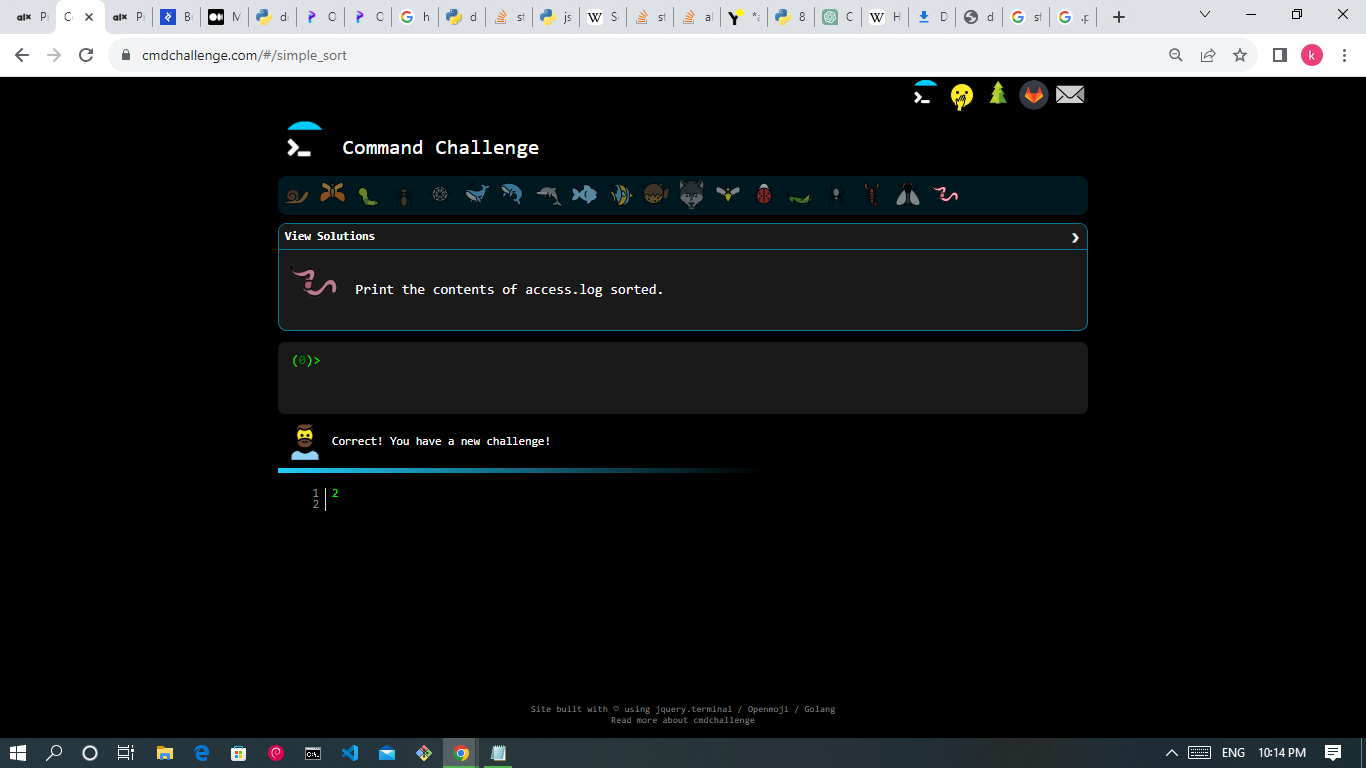 cmdchallenge.com/#/simple_sort
k
Command Challenge
View Solutions
Print the contents of access.log sorted.
(0)>
Correct! You have a new challenge!
1 2
2
Site built with ♡ using jquery.terminal / Openmoji / Golang
Read more about cmdchallenge
ENG 10:14 PM